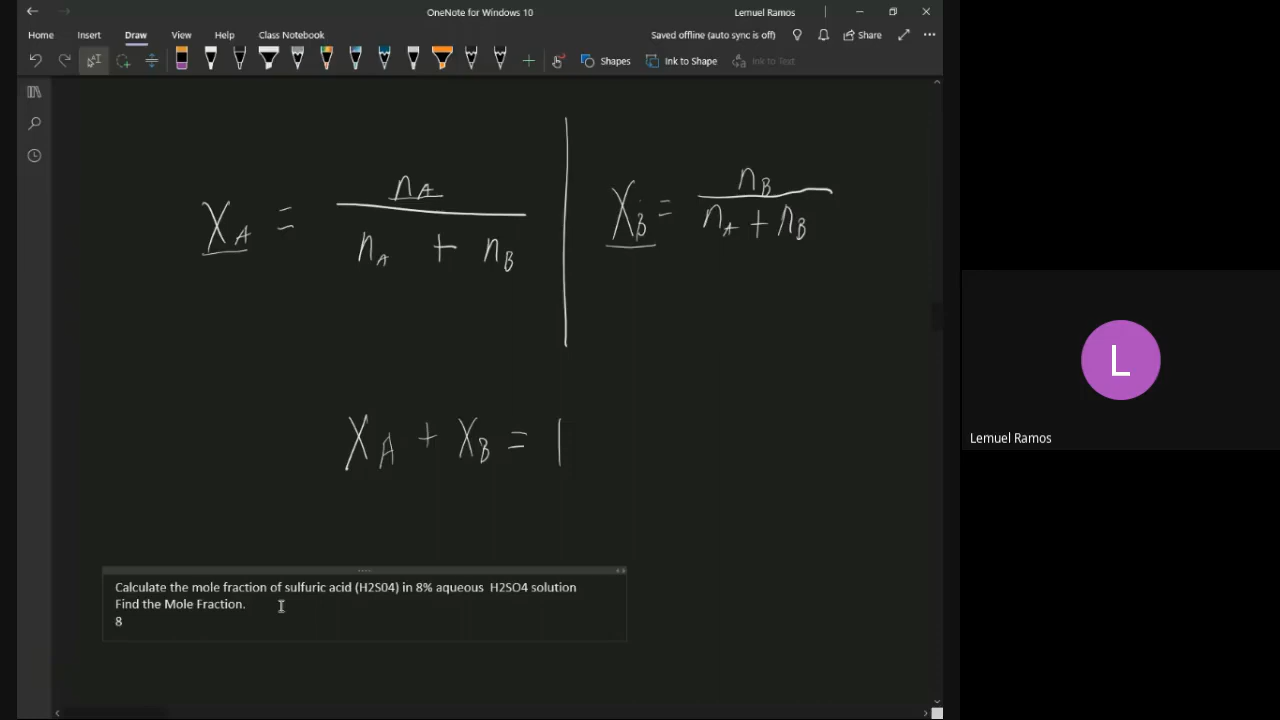 OneNote for Windows 10
Lemuel Ramos
Home Insert Draw View Help Class Notebook
Saved offline (auto sync is off)
Share
Shapes
Ink to Shape
Ink to Text
X_A = n_A / (n_A + n_B)
X_B = n_B / (n_A + n_B)
X_A + X_B = 1
Calculate the mole fraction of sulfuric acid (H2S04) in 8% aqueous H2SO4 solution
Find the Mole Fraction.
8
L
Lemuel Ramos